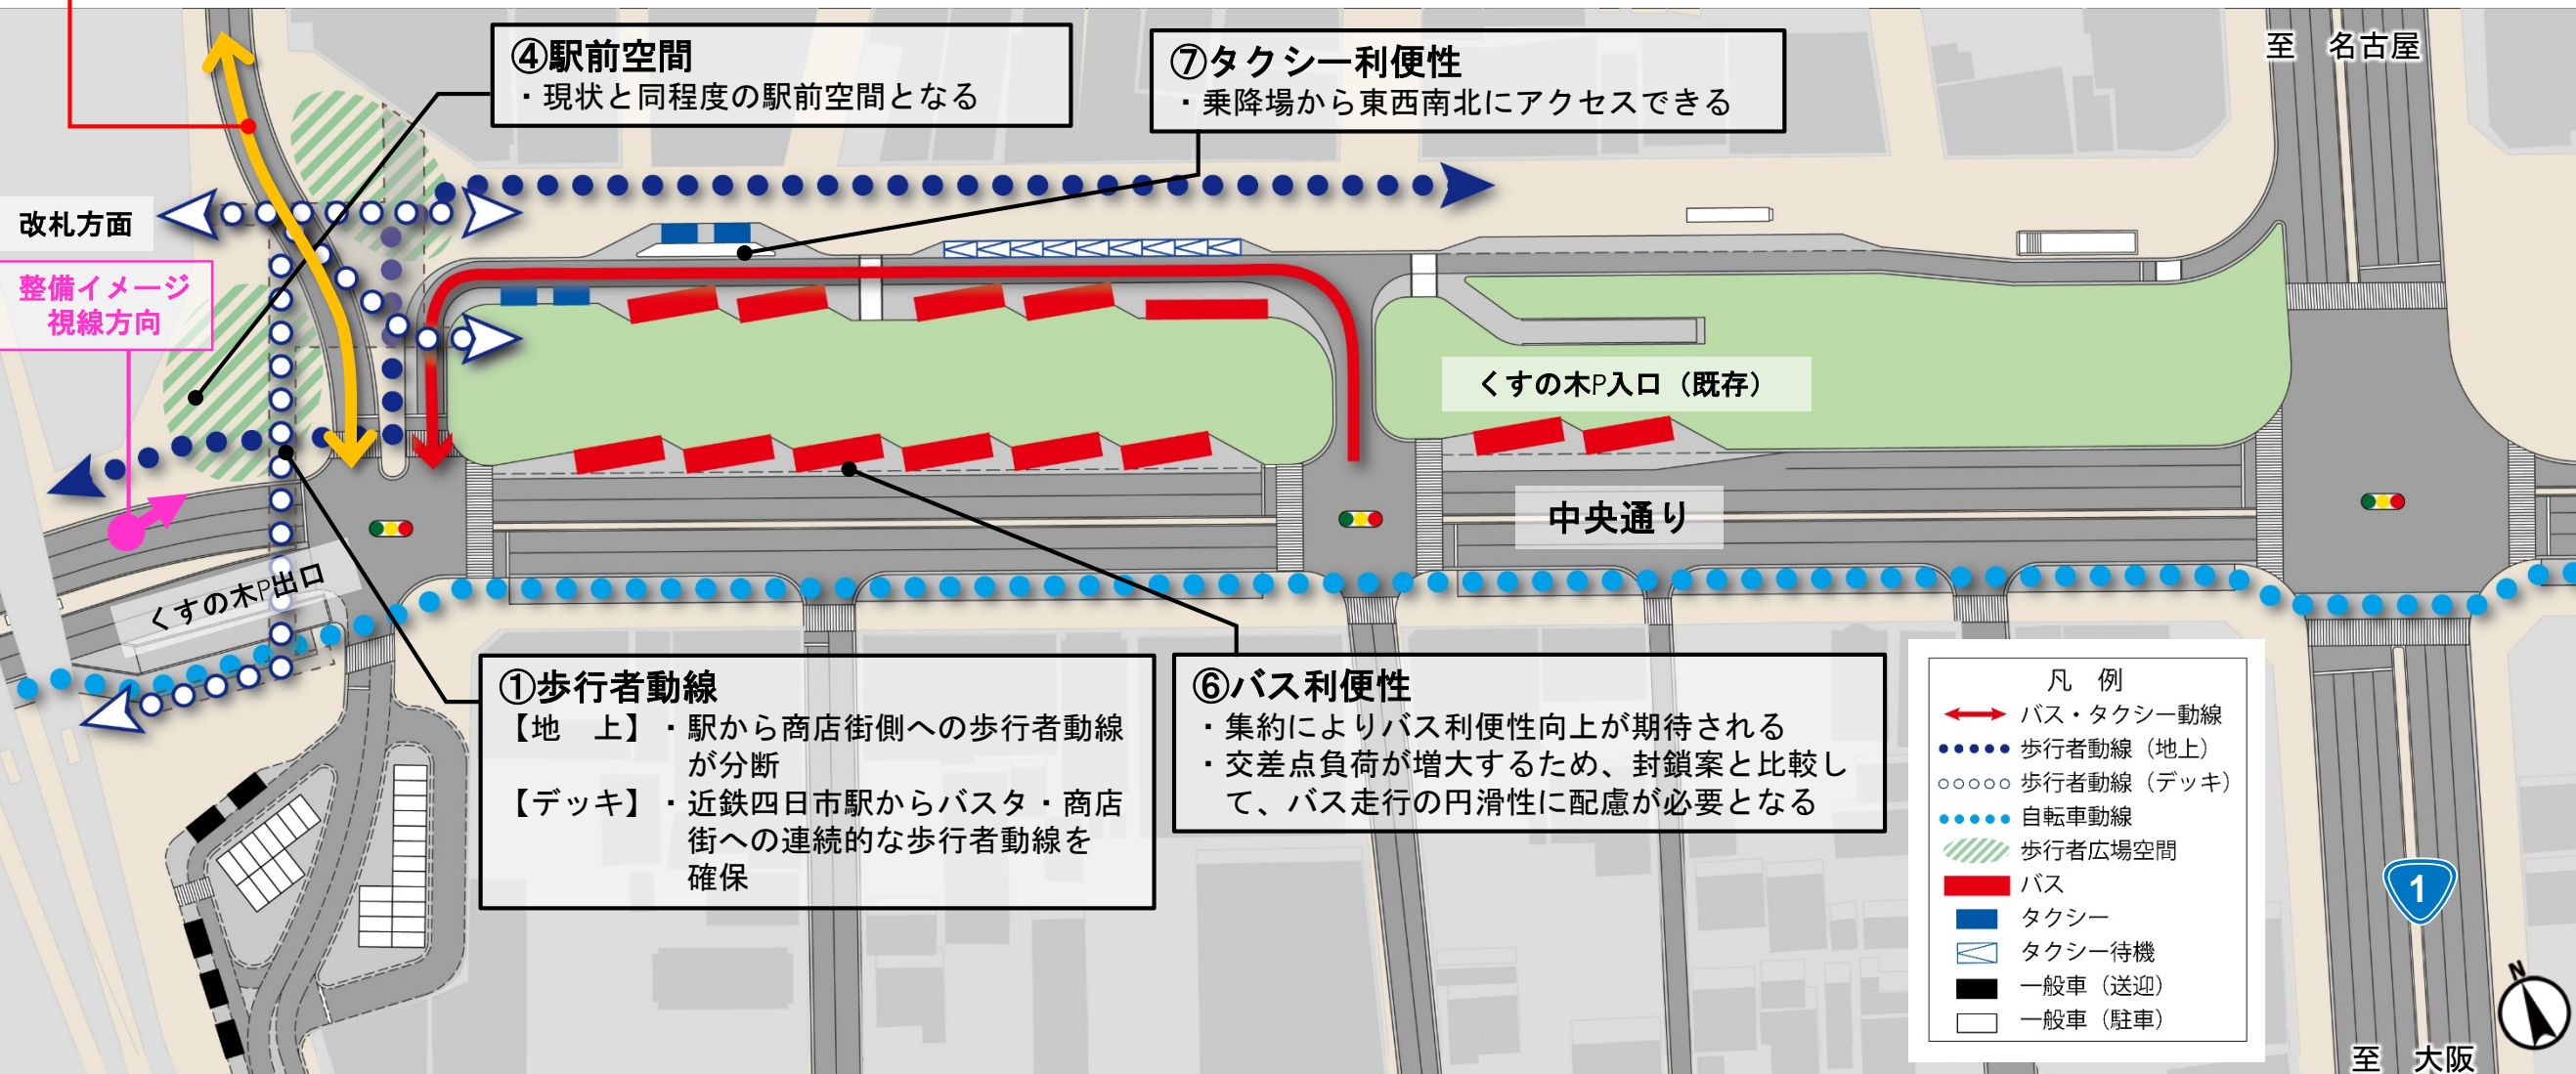 ④駅前空間
・現状と同程度の駅前空間となる
⑦タクシー利便性
・乗降場から東西南北にアクセスできる
至 名古屋
改札方面
整備イメージ
視線方向
くすの木P入口（既存）
中央通り
くすの木P出口
①歩行者動線
【地　上】・駅から商店街側への歩行者動線
が分断
【デッキ】・近鉄四日市駅からバスタ・商店
街への連続的な歩行者動線を
確保
⑥バス利便性
・集約によりバス利便性向上が期待される
・交差点負荷が増大するため、封鎖案と比較し
て、バス走行の円滑性に配慮が必要となる
凡　例
バス・タクシー動線
歩行者動線（地上）
歩行者動線（デッキ）
自転車動線
歩行者広場空間
バス
タクシー
タクシー待機
一般車（送迎）
一般車（駐車）
1
N
至 大阪